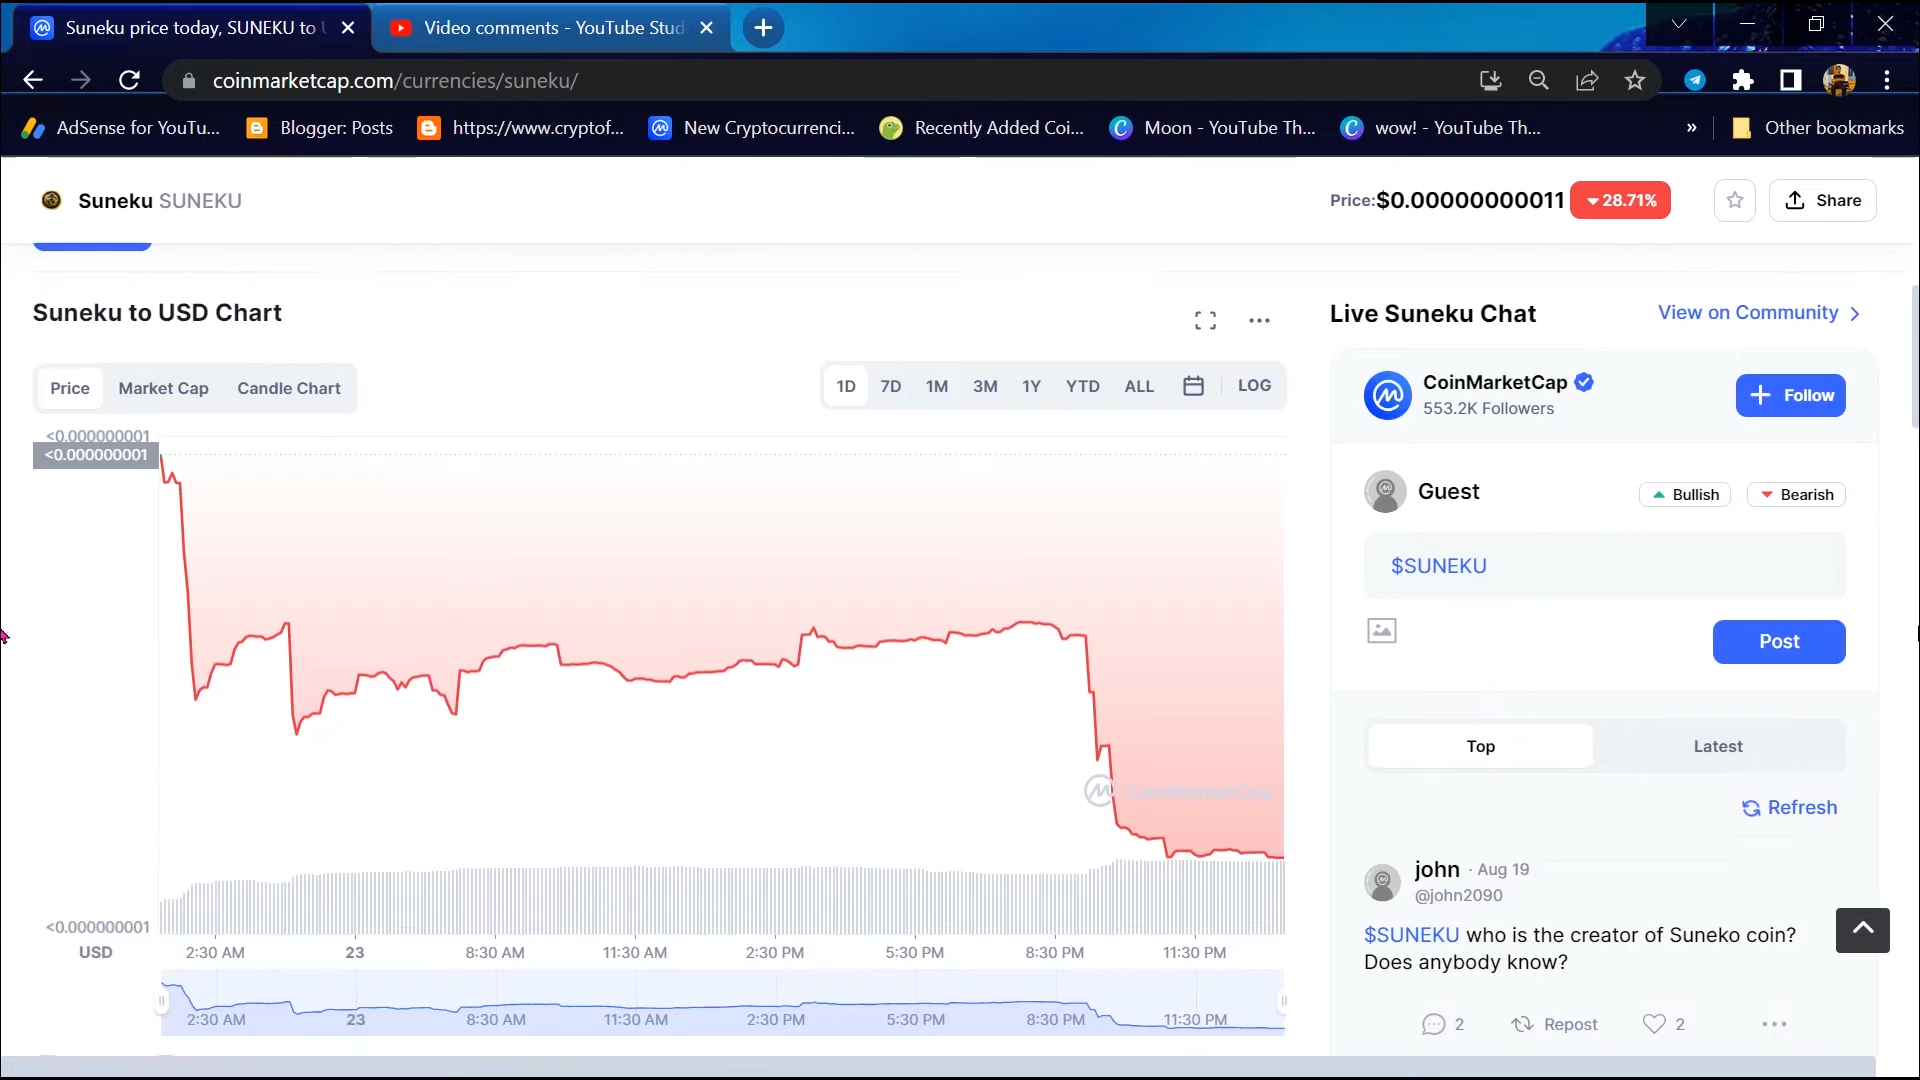 Suneku price today, SUNEKU to U
Video comments - YouTube Stud
coinmarketcap.com/currencies/suneku/
AdSense for YouTu...
Blogger: Posts
https://www.cryptof...
New Cryptocurrenci...
Recently Added Coi...
Moon - YouTube Th...
wow! - YouTube Th...
»
Other bookmarks
Suneku SUNEKU
Price:$0.00000000011
28.71%
Share
Suneku to USD Chart
Price
Market Cap
Candle Chart
1D
7D
1M
3M
1Y
YTD
ALL
LOG
<0.000000001
<0.000000001
CoinMarketCap
<0.000000001
USD
2:30 AM
23
8:30 AM
11:30 AM
2:30 PM
5:30 PM
8:30 PM
11:30 PM
2:30 AM
23
8:30 AM
11:30 AM
2:30 PM
5:30 PM
8:30 PM
11:30 PM
Live Suneku Chat
View on Community
CoinMarketCap
553.2K Followers
Follow
Guest
Bullish
Bearish
$SUNEKU
Post
Top
Latest
Refresh
john · Aug 19
@john2090
$SUNEKU who is the creator of Suneko coin?
Does anybody know?
2
Repost
2